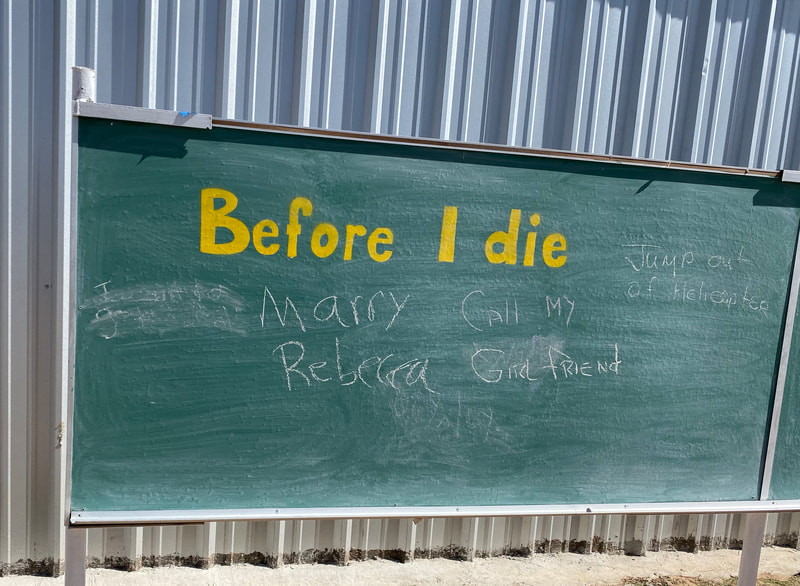 Before I die
Marry
Rebecca
Call MY
GIRlfRIENd
Jump out
of Helicopter